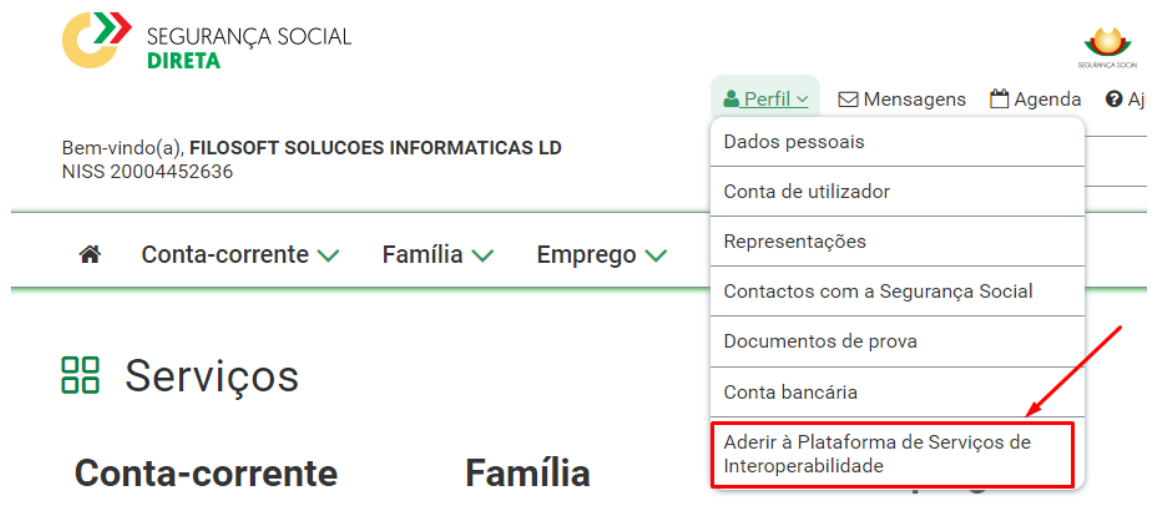 SEGURANÇA SOCIAL
DIRETA
SEGURANÇA SOCIAL
Perfil
Mensagens
Agenda
Aj
Bem-vindo(a), FILOSOFT SOLUCOES INFORMATICAS LD
NISS 20004452636
Dados pessoais
Conta de utilizador
Representações
Contactos com a Segurança Social
Documentos de prova
Conta bancária
Aderir à Plataforma de Serviços de
Interoperabilidade
Conta-corrente
Família
Emprego
Serviços
Conta-corrente
Família